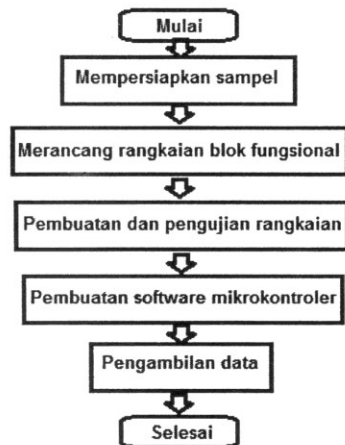 Mulai
Mempersiapkan sampel
Merancang rangkaian blok fungsional
Pembuatan dan pengujian rangkaian
Pembuatan software mikrokontroler
Pengambilan data
Selesai